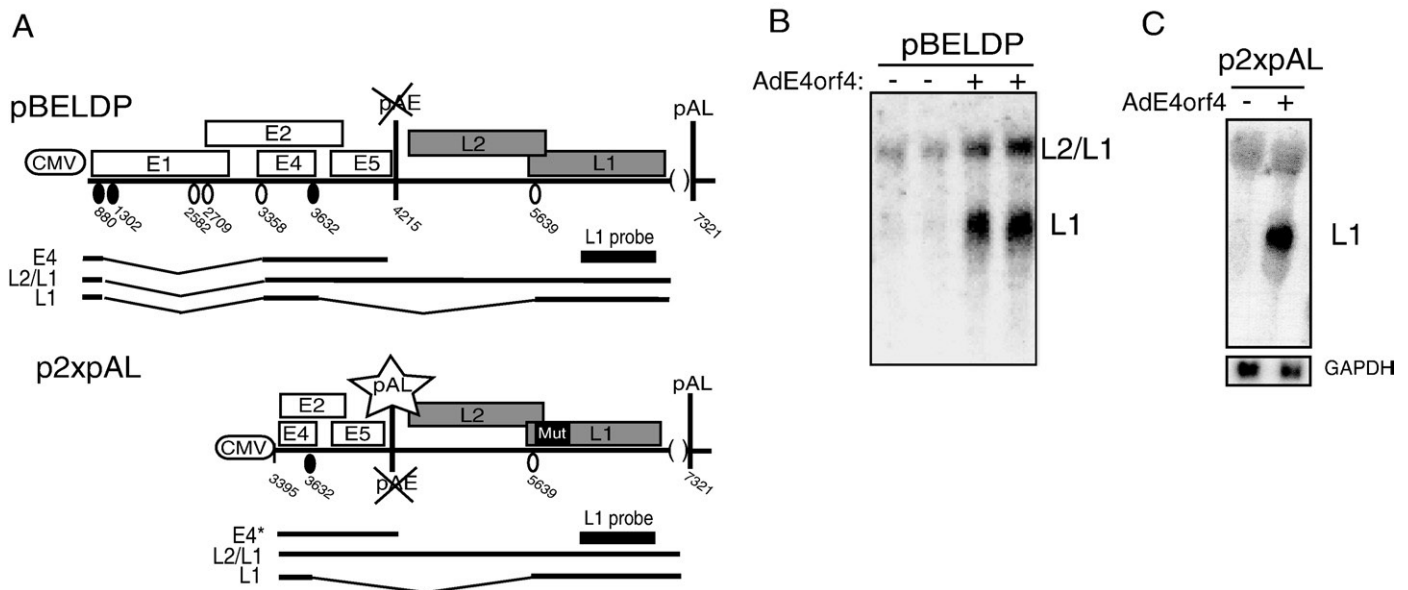 A
pBELDP
pAE
pAL
E2
L2
CMV
E1
E4
E5
L1
( )
880
1302
2582
2709
3358
3632
4215
5639
7321
L1 probe
E4
L2/L1
L1
p2xpAL
pAL
pAL
E2
L2
CMV
E4
E5
Mut
L1
( )
pAE
3395
3632
5639
7321
L1 probe
E4*
L2/L1
L1
B
pBELDP
AdE4orf4: - - + +
L2/L1
L1
C
p2xpAL
AdE4orf4 - +
L1
GAPDH